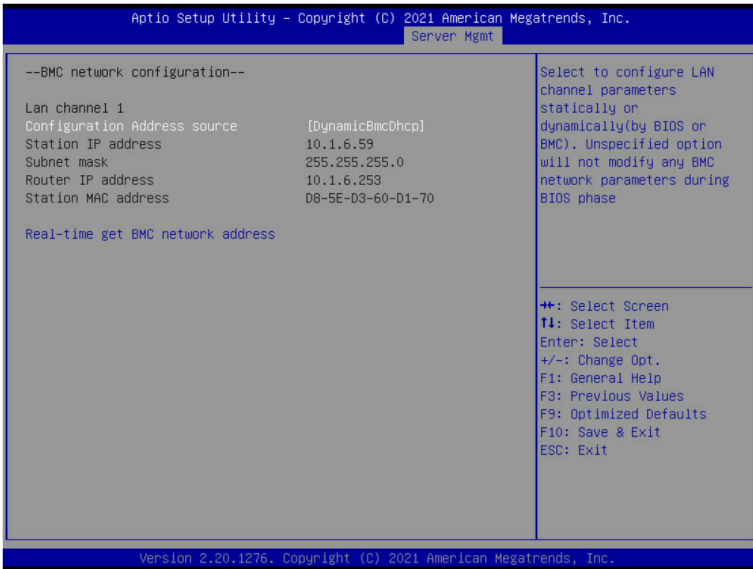 Aptio Setup Utility – Copyright (C) 2021 American Megatrends, Inc.
Server Mgmt
--BMC network configuration--
Lan channel 1
Configuration Address source [DynamicBmcDhcp]
Station IP address 10.1.6.59
Subnet mask 255.255.255.0
Router IP address 10.1.6.253
Station MAC address D8-5E-D3-60-D1-70
Real-time get BMC network address
Select to configure LAN
channel parameters
statically or
dynamically(by BIOS or
BMC). Unspecified option
will not modify any BMC
network parameters during
BIOS phase
→←: Select Screen
↑↓: Select Item
Enter: Select
+/-: Change Opt.
F1: General Help
F3: Previous Values
F9: Optimized Defaults
F10: Save & Exit
ESC: Exit
Version 2.20.1276. Copyright (C) 2021 American Megatrends, Inc.